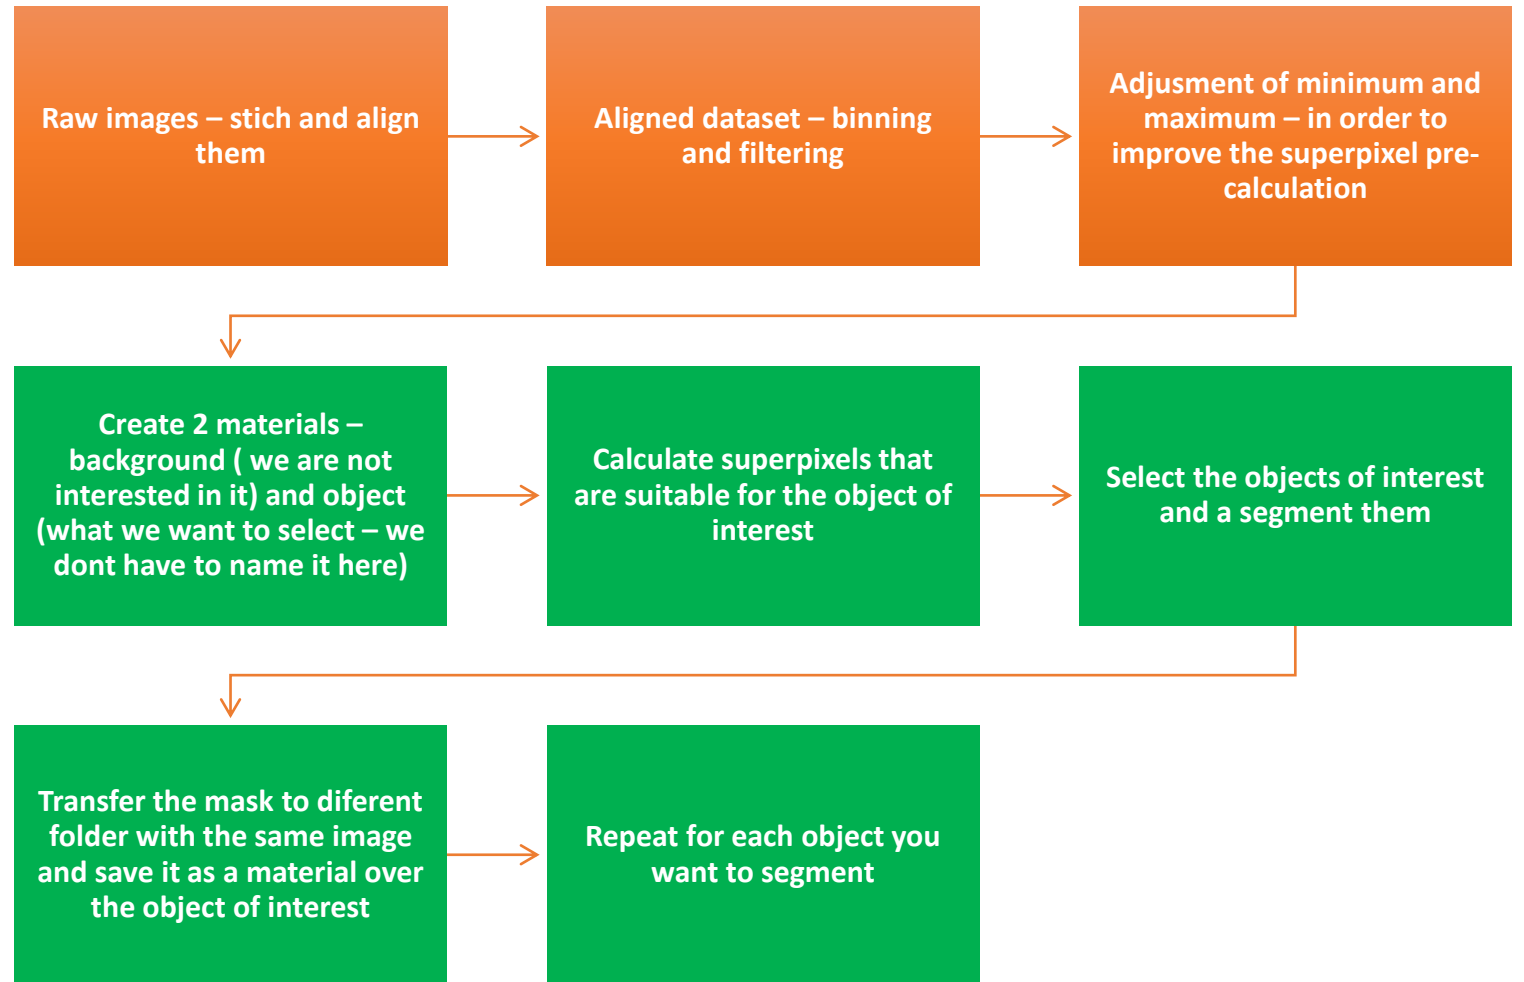 Raw images – stich and align
them
Aligned dataset – binning
and filtering
Adjusment of minimum and
maximum – in order to
improve the superpixel pre-
calculation
Create 2 materials –
background ( we are not
interested in it) and object
(what we want to select – we
dont have to name it here)
Calculate superpixels that
are suitable for the object of
interest
Select the objects of interest
and a segment them
Transfer the mask to diferent
folder with the same image
and save it as a material over
the object of interest
Repeat for each object you
want to segment